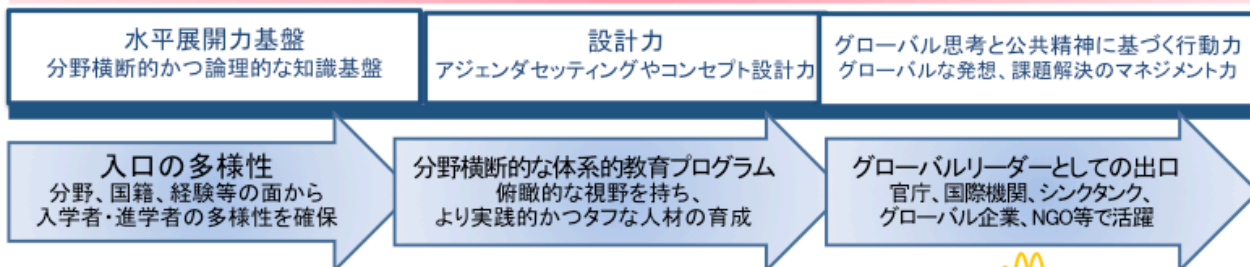 水平展開力基盤
分野横断的かつ論理的な知識基盤
設計力
アジェンダセッティングやコンセプト設計力
グローバル思考と公共精神に基づく行動力
グローバルな発想、課題解決のマネジメント力
入口の多様性
分野、国籍、経験等の面から
入学者・進学者の多様性を確保
分野横断的な体系的教育プログラム
俯瞰的な視野を持ち、
より実践的かつタフな人材の育成
グローバルリーダーとしての出口
官庁、国際機関、シンクタンク、
グローバル企業、NGO等で活躍